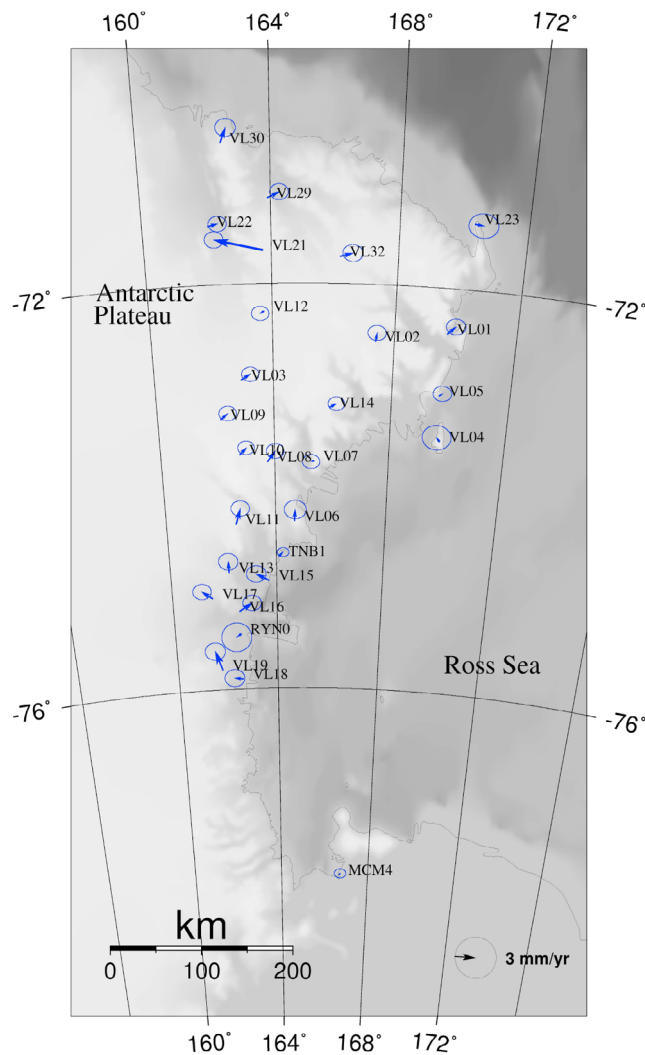 160° 164° 168° 172°
VL30
VL29
VL22
VL23
VL21
VL32
-72° -72°
Antarctic
Plateau
VL12
VL01
VL02
VL03
VL05
VL14
VL09
VL04
VL10
VL08 VL07
VL11 VL06
TNB1
VL13
VL15
VL17
VL16
RYN0
VL19
VL18
Ross Sea
-76° -76°
MCM4
km
0 100 200
3 mm/yr
160° 164° 168° 172°